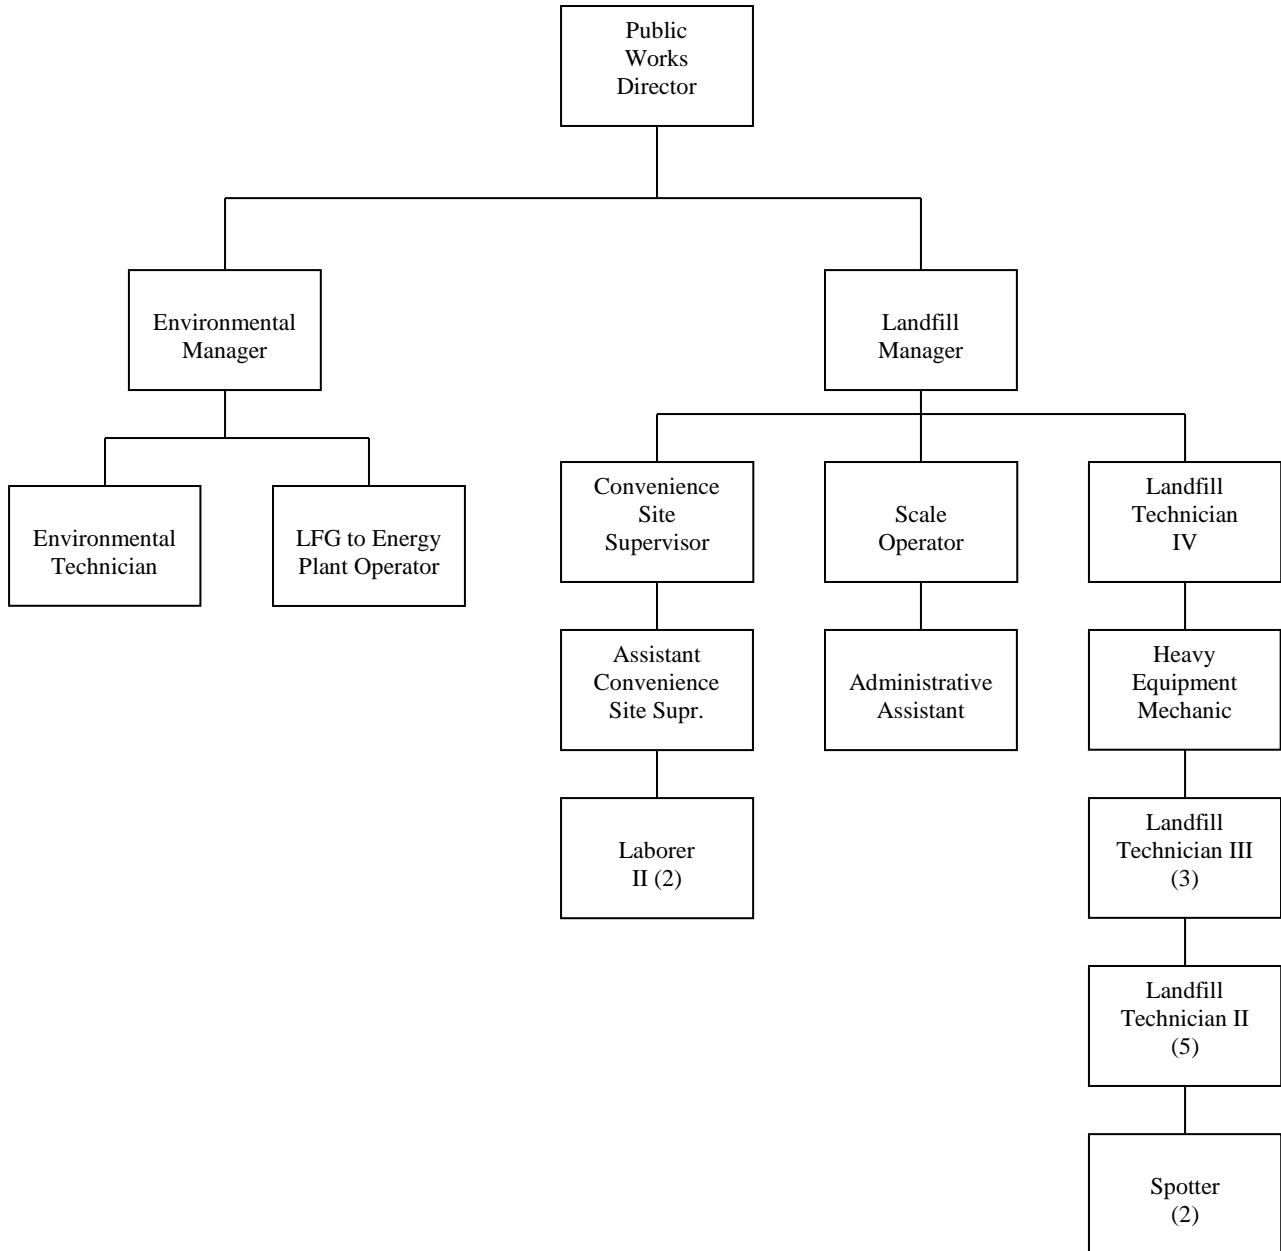 Public
Works
Director
Environmental
Manager
Landfill
Manager
Environmental
Technician
LFG to Energy
Plant Operator
Convenience
Site
Supervisor
Scale
Operator
Landfill
Technician
IV
Assistant
Convenience
Site Supr.
Administrative
Assistant
Heavy
Equipment
Mechanic
Laborer
II (2)
Landfill
Technician III
(3)
Landfill
Technician II
(5)
Spotter
(2)